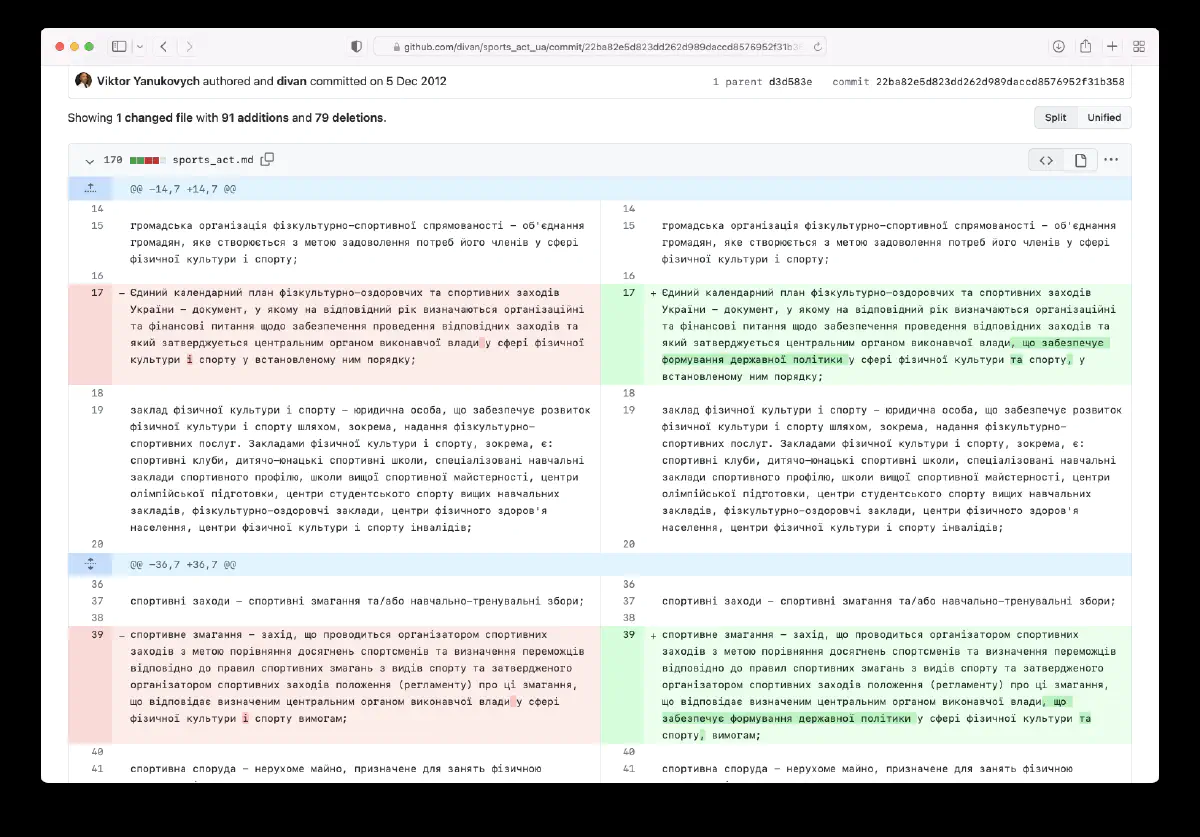 github.com/divan/sports_act_ua/commit/22ba82e5d823dd262d989daccd8576952f31b3
Viktor Yanukovych authored and divan committed on 5 Dec 2012
1 parent d3d583e commit 22ba82e5d823dd262d989daccd8576952f31b358
Showing 1 changed file with 91 additions and 79 deletions.
Split Unified
170 sports_act.md
@@ -14,7 +14,7 @@
14
15 громадська організація фізкультурно-спортивної спрямованості – об'єднання
громадян, яке створюється з метою задоволення потреб його членів у сфері
фізичної культури і спорту;
16
17 – Єдиний календарний план фізкультурно-оздоровчих та спортивних заходів
України – документ, у якому на відповідний рік визначаються організаційні
та фінансові питання щодо забезпечення проведення відповідних заходів та
який затверджується центральним органом виконавчої влади у сфері фізичної
культури і спорту у встановленому ним порядку;
18
19 заклад фізичної культури і спорту – юридична особа, що забезпечує розвиток
фізичної культури і спорту шляхом, зокрема, надання фізкультурно-
спортивних послуг. Закладами фізичної культури і спорту, зокрема, є:
спортивні клуби, дитячо-юнацькі спортивні школи, спеціалізовані навчальні
заклади спортивного профілю, школи вищої спортивної майстерності, центри
олімпійської підготовки, центри студентського спорту вищих навчальних
закладів, фізкультурно-оздоровчі заклади, центри фізичного здоров'я
населення, центри фізичної культури і спорту інвалідів;
20
14
15 громадська організація фізкультурно-спортивної спрямованості – об'єднання
громадян, яке створюється з метою задоволення потреб його членів у сфері
фізичної культури і спорту;
16
17 + Єдиний календарний план фізкультурно-оздоровчих та спортивних заходів
України – документ, у якому на відповідний рік визначаються організаційні
та фінансові питання щодо забезпечення проведення відповідних заходів та
який затверджується центральним органом виконавчої влади, що забезпечує
формування державної політики у сфері фізичної культури та спорту, у
встановленому ним порядку;
18
19 заклад фізичної культури і спорту – юридична особа, що забезпечує розвиток
фізичної культури і спорту шляхом, зокрема, надання фізкультурно-
спортивних послуг. Закладами фізичної культури і спорту, зокрема, є:
спортивні клуби, дитячо-юнацькі спортивні школи, спеціалізовані навчальні
заклади спортивного профілю, школи вищої спортивної майстерності, центри
олімпійської підготовки, центри студентського спорту вищих навчальних
закладів, фізкультурно-оздоровчі заклади, центри фізичного здоров'я
населення, центри фізичної культури і спорту інвалідів;
20
@@ -36,7 +36,7 @@
36
37 спортивні заходи – спортивні змагання та/або навчально-тренувальні збори;
38
39 – спортивне змагання – захід, що проводиться організатором спортивних
заходів з метою порівняння досягнень спортсменів та визначення переможців
відповідно до правил спортивних змагань з видів спорту та затвердженого
організатором спортивних заходів положення (регламенту) про ці змагання,
що відповідає визначеним центральним органом виконавчої влади у сфері
фізичної культури і спорту вимогам;
40
41 спортивна споруда – нерухоме майно, призначене для занять фізичною
36
37 спортивні заходи – спортивні змагання та/або навчально-тренувальні збори;
38
39 + спортивне змагання – захід, що проводиться організатором спортивних
заходів з метою порівняння досягнень спортсменів та визначення переможців
відповідно до правил спортивних змагань з видів спорту та затвердженого
організатором спортивних заходів положення (регламенту) про ці змагання,
що відповідає визначеним центральним органом виконавчої влади, що
забезпечує формування державної політики у сфері фізичної культури та
спорту, вимогам;
40
41 спортивна споруда – нерухоме майно, призначене для занять фізичною